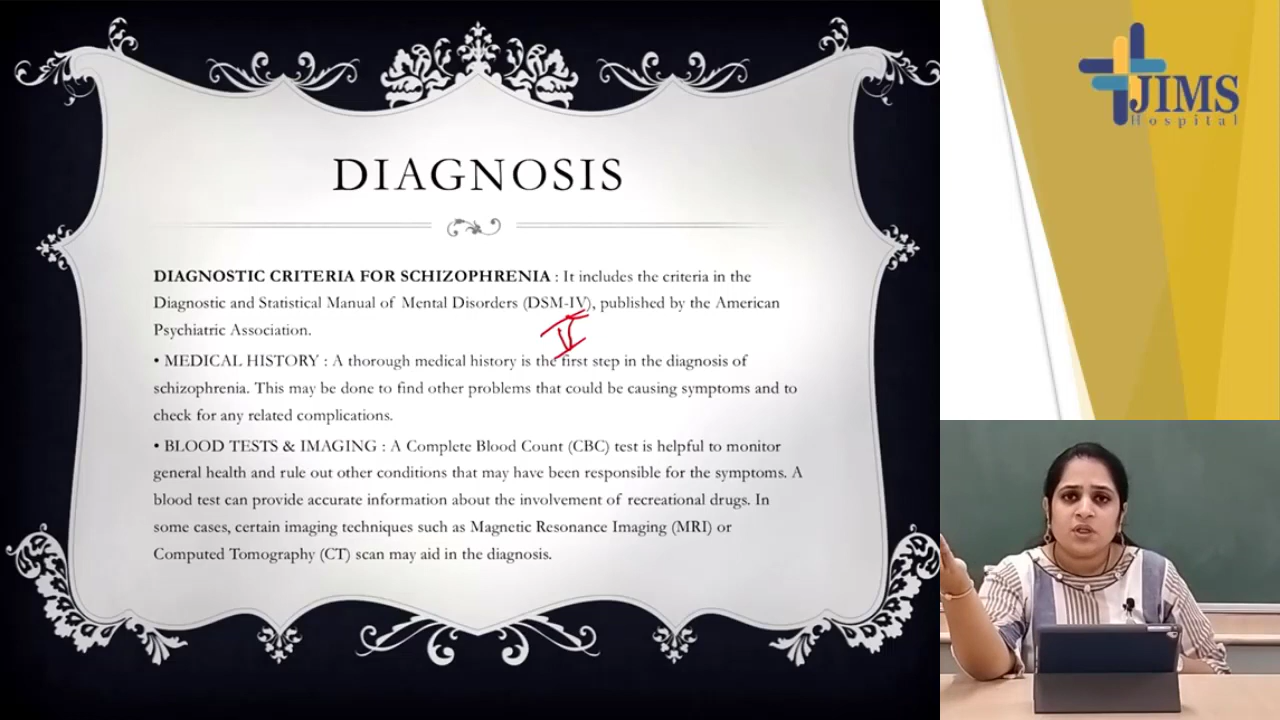 DIAGNOSIS
DIAGNOSTIC CRITERIA FOR SCHIZOPHRENIA : It includes the criteria in the
Diagnostic and Statistical Manual of Mental Disorders (DSM-IV), published by the American
Psychiatric Association.
• MEDICAL HISTORY : A thorough medical history is the first step in the diagnosis of
schizophrenia. This may be done to find other problems that could be causing symptoms and to
check for any related complications.
• BLOOD TESTS & IMAGING : A Complete Blood Count (CBC) test is helpful to monitor
general health and rule out other conditions that may have been responsible for the symptoms. A
blood test can provide accurate information about the involvement of recreational drugs. In
some cases, certain imaging techniques such as Magnetic Resonance Imaging (MRI) or
Computed Tomography (CT) scan may aid in the diagnosis.
JIMS
Hospital